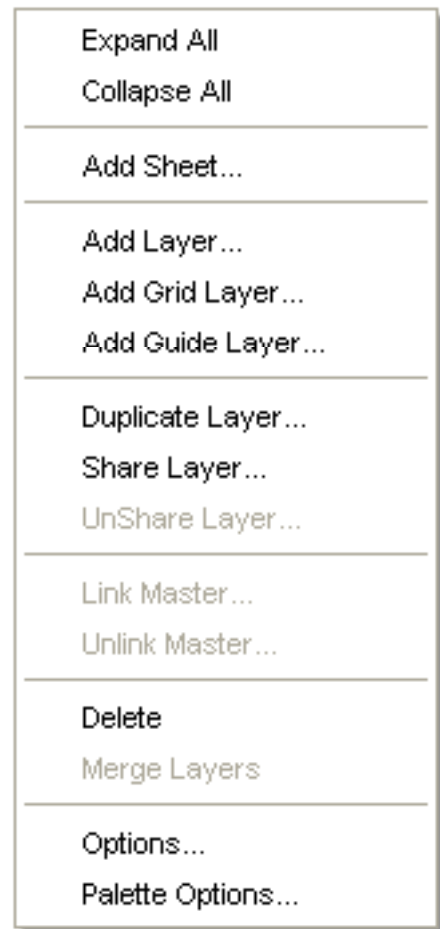 Expand All
Collapse All
Add Sheet...
Add Layer...
Add Grid Layer...
Add Guide Layer...
Duplicate Layer...
Share Layer...
UnShare Layer...
Link Master...
Unlink Master...
Delete
Merge Layers
Options...
Palette Options...